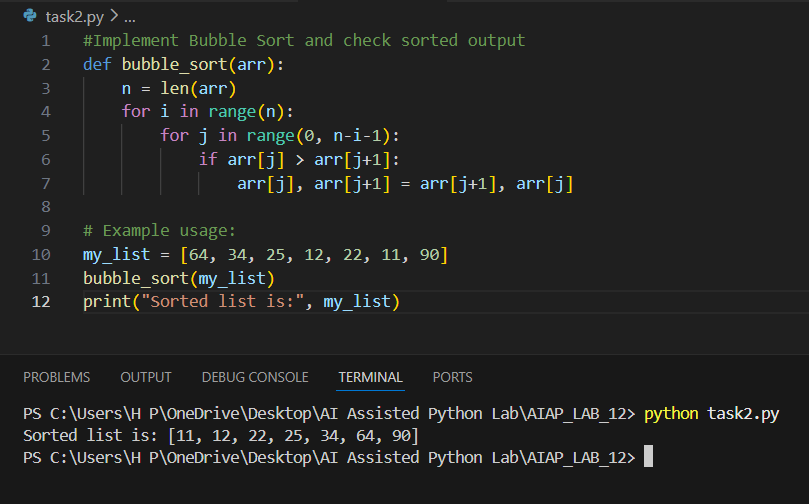 task2.py > ...
1 #Implement Bubble Sort and check sorted output
2 def bubble_sort(arr):
3     n = len(arr)
4     for i in range(n):
5         for j in range(0, n-i-1):
6             if arr[j] > arr[j+1]:
7                 arr[j], arr[j+1] = arr[j+1], arr[j]
8
9 # Example usage:
10 my_list = [64, 34, 25, 12, 22, 11, 90]
11 bubble_sort(my_list)
12 print("Sorted list is:", my_list)
PROBLEMS OUTPUT DEBUG CONSOLE TERMINAL PORTS
PS C:\Users\H P\OneDrive\Desktop\AI Assisted Python Lab\AIAP_LAB_12> python task2.py
Sorted list is: [11, 12, 22, 25, 34, 64, 90]
PS C:\Users\H P\OneDrive\Desktop\AI Assisted Python Lab\AIAP_LAB_12>